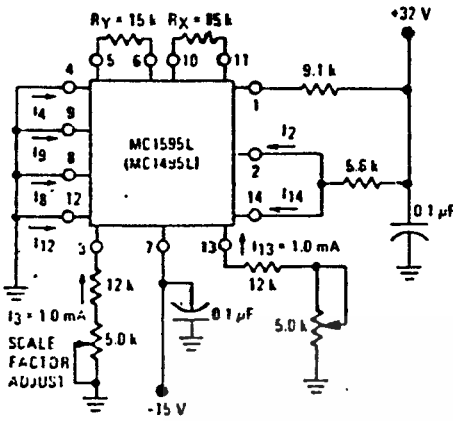 RY = 15 k RX = 15 k
+32 V
5 6 10 11
4
1
9.1 k
I4
9
I9
8
I8
12
I12
MC1595L
(MC1495L)
I2
2
5.6 k
14
I14
0.1 µF
3 7 13
I13 = 1.0 mA
12 k
12 k
I3 = 1.0 mA
0.1 µF
5.0 k
5.0 k
SCALE
FACTOR
ADJUST
-15 V